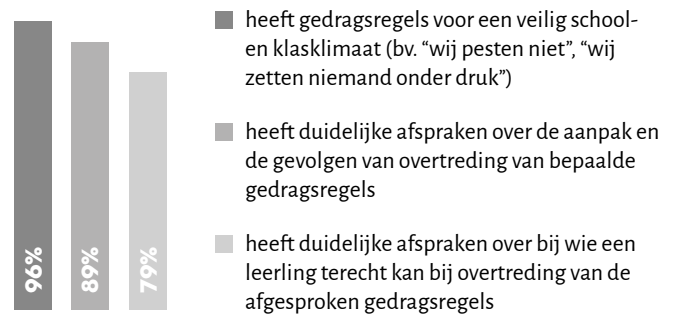 heeft gedragsregels voor een veilig school-
en klasklimaat (bv. “wij pesten niet”, “wij
zetten niemand onder druk”)
heeft duidelijke afspraken over de aanpak en
de gevolgen van overtreding van bepaalde
gedragsregels
heeft duidelijke afspraken over bij wie een
leerling terecht kan bij overtreding van de
afgesproken gedragsregels
96%
89%
79%